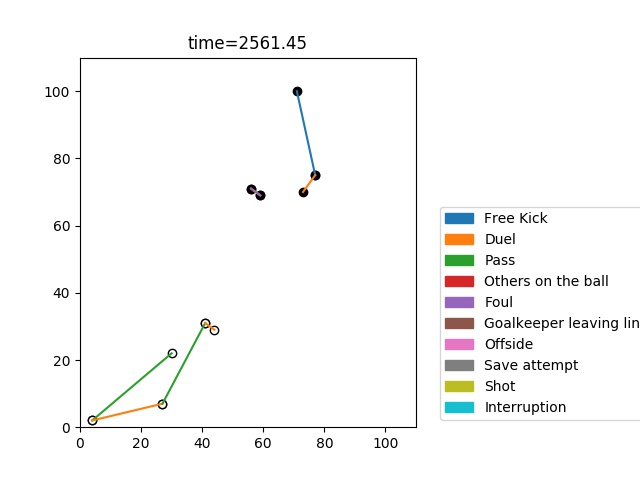 time=2561.45
100
80
60
40
20
0
0 20 40 60 80 100
Free Kick
Duel
Pass
Others on the ball
Foul
Goalkeeper leaving lin
Offside
Save attempt
Shot
Interruption